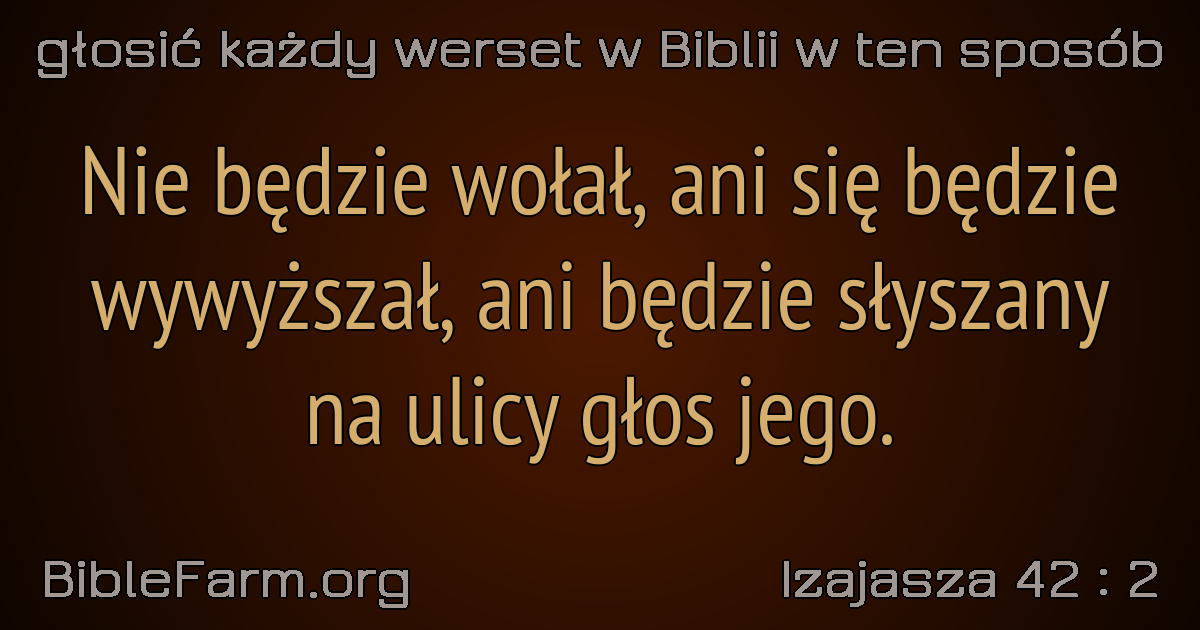 głosić każdy werset w Biblii w ten sposób
Nie będzie wołał, ani się będzie
wywyższał, ani będzie słyszany
na ulicy głos jego.
BibleFarm.org
Izajasza 42 : 2